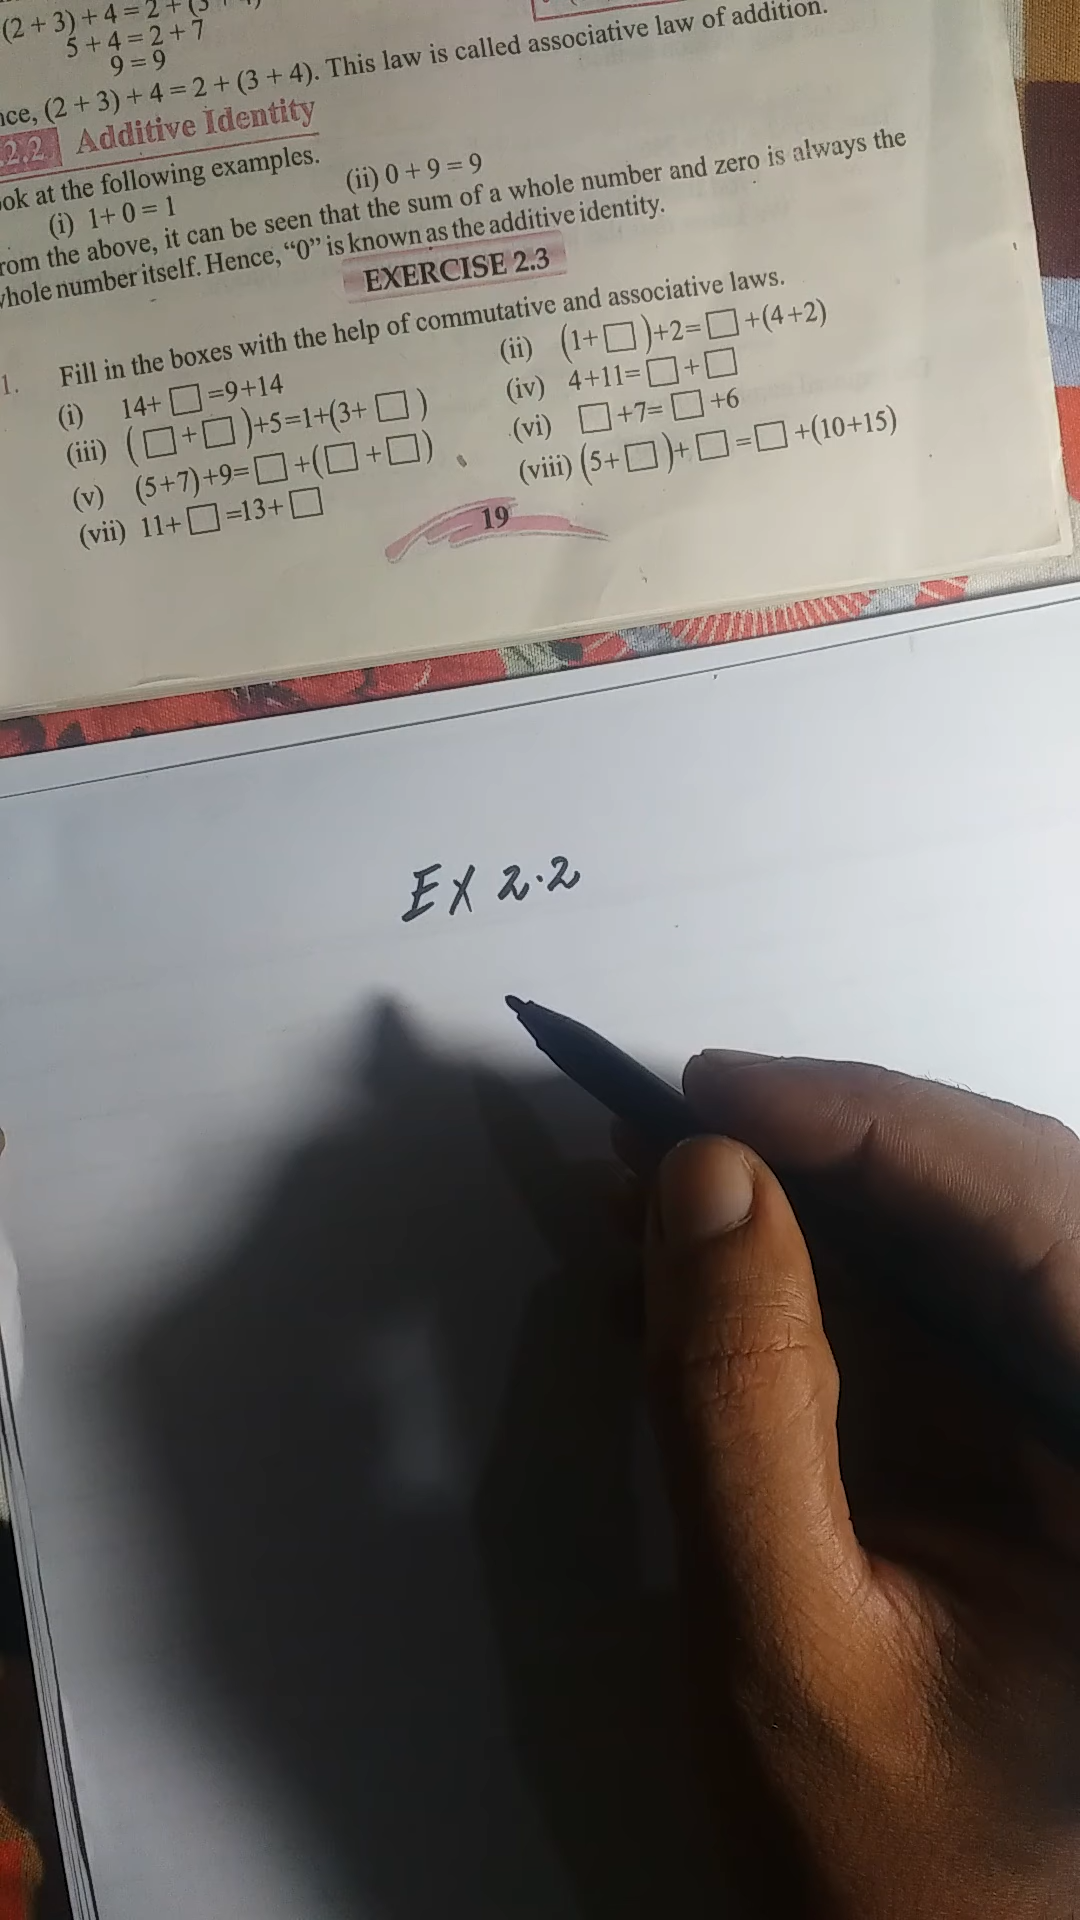 (2 + 3) + 4 = 2 + (3
5 + 4 = 2 + 7
9 = 9
(2 + 3) + 4 = 2 + (3 + 4). This law is called associative law of addition.
2.2 Additive Identity
at the following examples.
(i) 1+ 0 = 1 (ii) 0 + 9 = 9
the above, it can be seen that the sum of a whole number and zero is always the
number itself. Hence, “0” is known as the additive identity.
EXERCISE 2.3
1. Fill in the boxes with the help of commutative and associative laws.
(i) 14+ □ =9+14 (ii) (1+ □ )+2= □ +(4+2)
(iii) ( □ + □ )+5=1+(3+ □ ) (iv) 4+11= □ + □
(v) (5+7)+9= □ +( □ + □ ) (vi) □ +7= □ +6
(vii) 11+ □ =13+ □ (viii) (5+ □ )+ □ = □ +(10+15)
19
EX 2.2